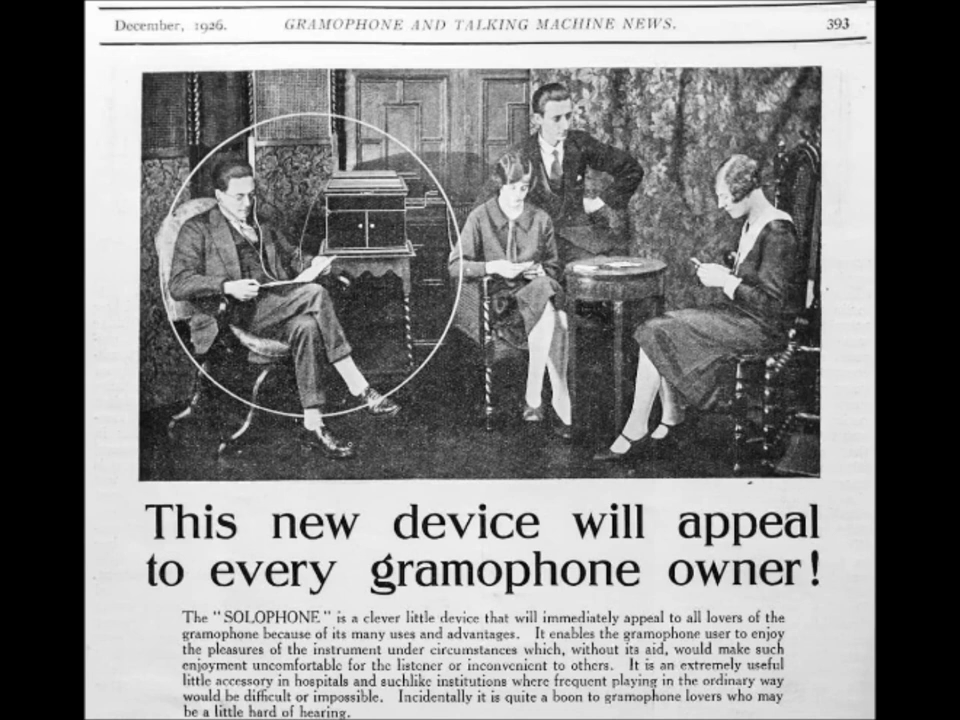 December, 1926.
GRAMOPHONE AND TALKING MACHINE NEWS.
393
This new device will appeal
to every gramophone owner!
The "SOLOPHONE" is a clever little device that will immediately appeal to all lovers of the
gramophone because of its many uses and advantages. It enables the gramophone user to enjoy
the pleasures of the instrument under circumstances which, without its aid, would make such
enjoyment uncomfortable for the listener or inconvenient to others. It is an extremely useful
little accessory in hospitals and suchlike institutions where frequent playing in the ordinary way
would be difficult or impossible. Incidentally it is quite a boon to gramophone lovers who may
be a little hard of hearing.